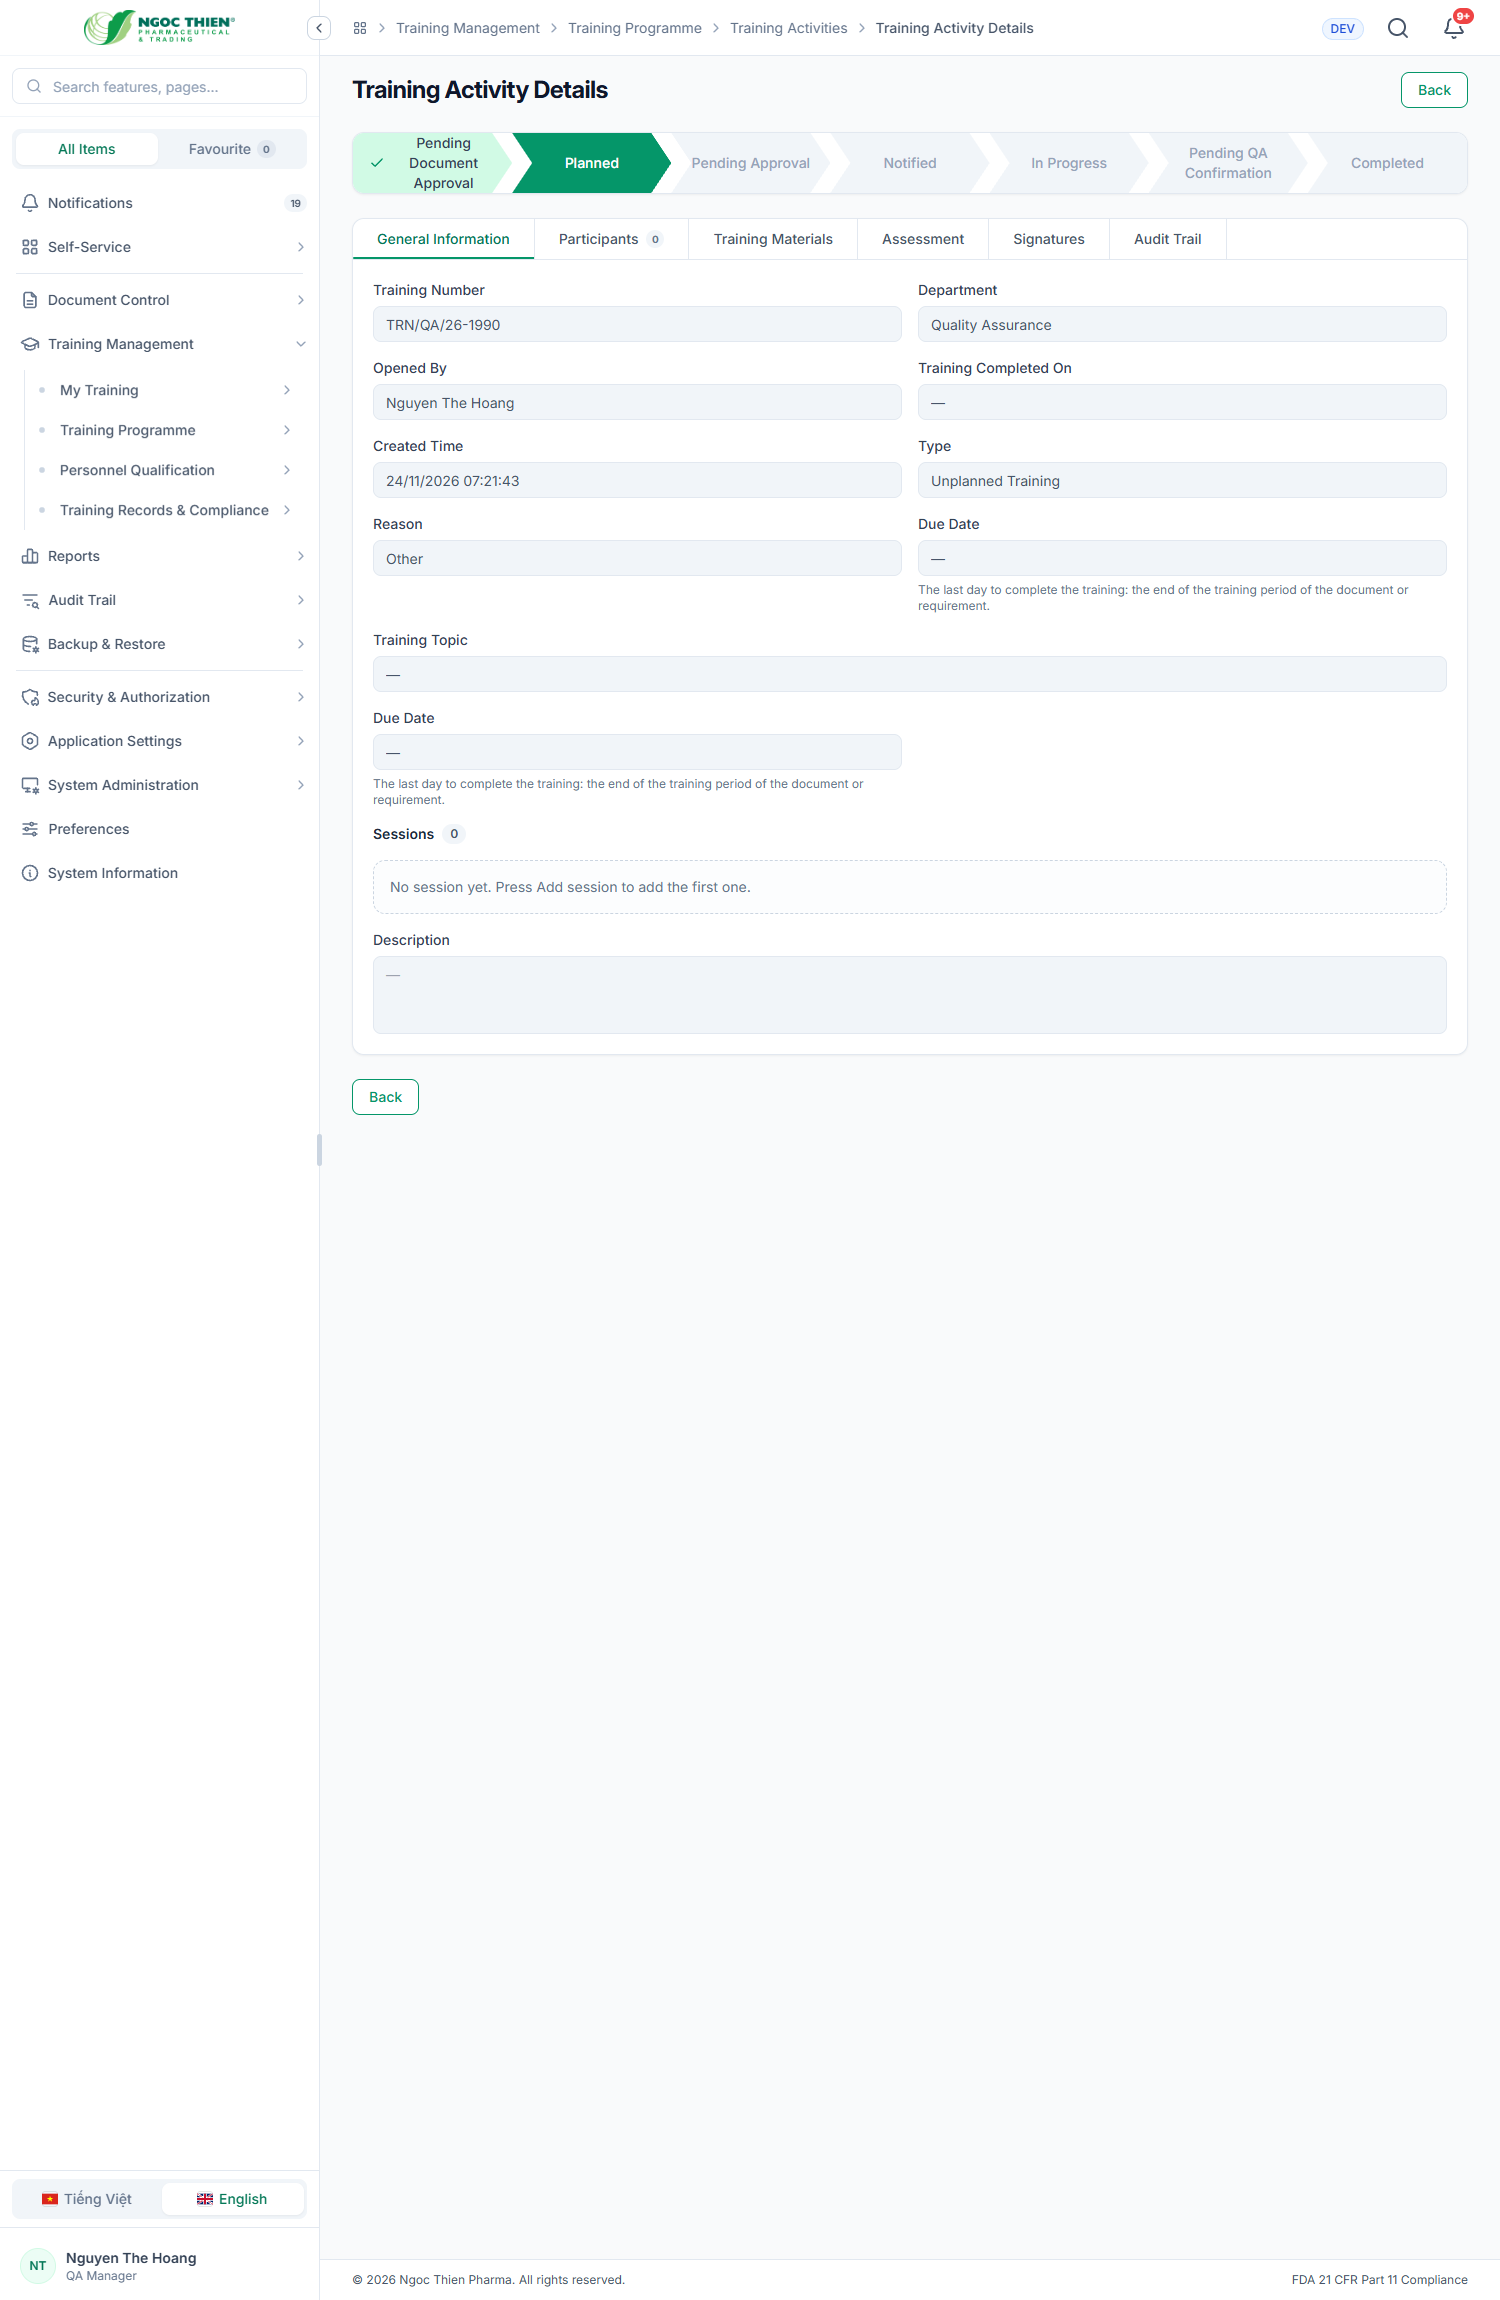 NGOC THIEN®
PHARMACEUTICAL
& TRADING
Search features, pages...
All Items
Favourite 0
Notifications 19
Self-Service
Document Control
Training Management
My Training
Training Programme
Personnel Qualification
Training Records & Compliance
Reports
Audit Trail
Backup & Restore
Security & Authorization
Application Settings
System Administration
Preferences
System Information
Tiếng Việt
English
NT
Nguyen The Hoang
QA Manager
Training Management
Training Programme
Training Activities
Training Activity Details
DEV
9+
Training Activity Details
Back
Pending
Document
Approval
Planned
Pending Approval
Notified
In Progress
Pending QA
Confirmation
Completed
General Information
Participants 0
Training Materials
Assessment
Signatures
Audit Trail
Training Number
TRN/QA/26-1990
Department
Quality Assurance
Opened By
Nguyen The Hoang
Training Completed On
—
Created Time
24/11/2026 07:21:43
Type
Unplanned Training
Reason
Other
Due Date
—
The last day to complete the training: the end of the training period of the document or
requirement.
Training Topic
—
Due Date
—
The last day to complete the training: the end of the training period of the document or
requirement.
Sessions 0
No session yet. Press Add session to add the first one.
Description
—
Back
© 2026 Ngoc Thien Pharma. All rights reserved.
FDA 21 CFR Part 11 Compliance